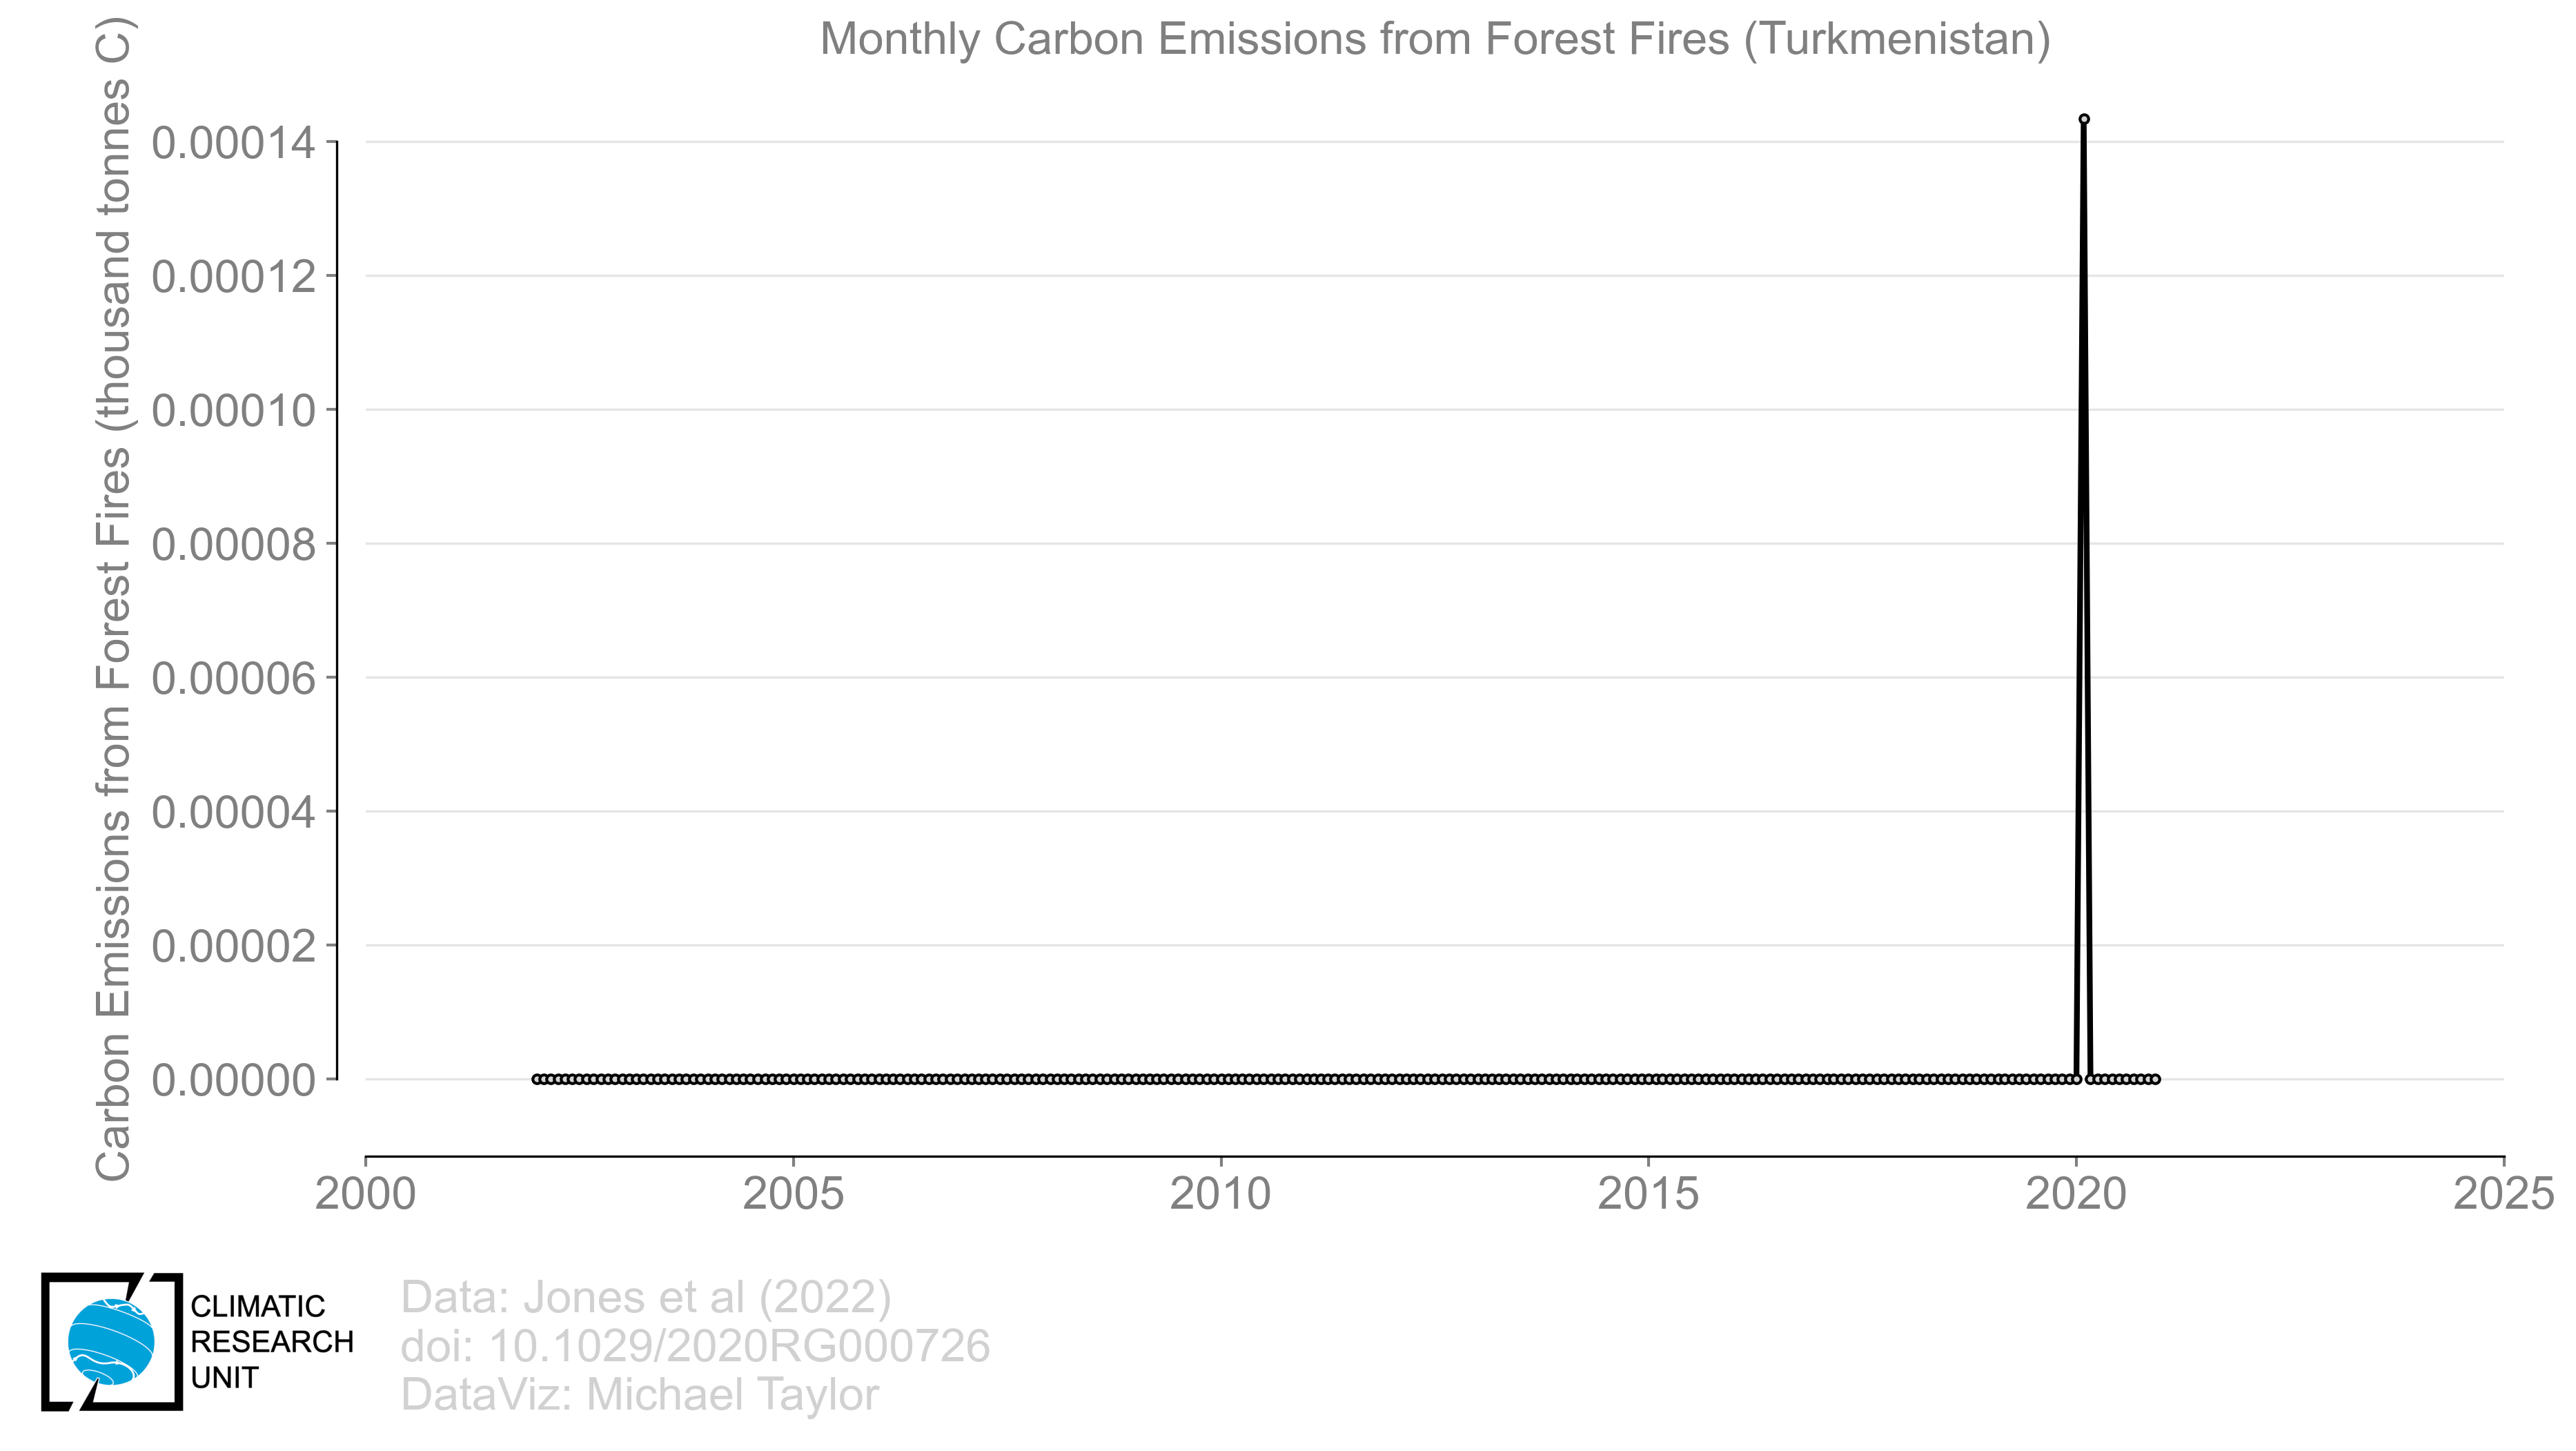 Monthly Carbon Emissions from Forest Fires (Turkmenistan)
Carbon Emissions from Forest Fires (thousand tonnes C)
0.00014
0.00012
0.00010
0.00008
0.00006
0.00004
0.00002
0.00000
2000 2005 2010 2015 2020 2025
CLIMATIC
RESEARCH
UNIT
Data: Jones et al (2022)
doi: 10.1029/2020RG000726
DataViz: Michael Taylor